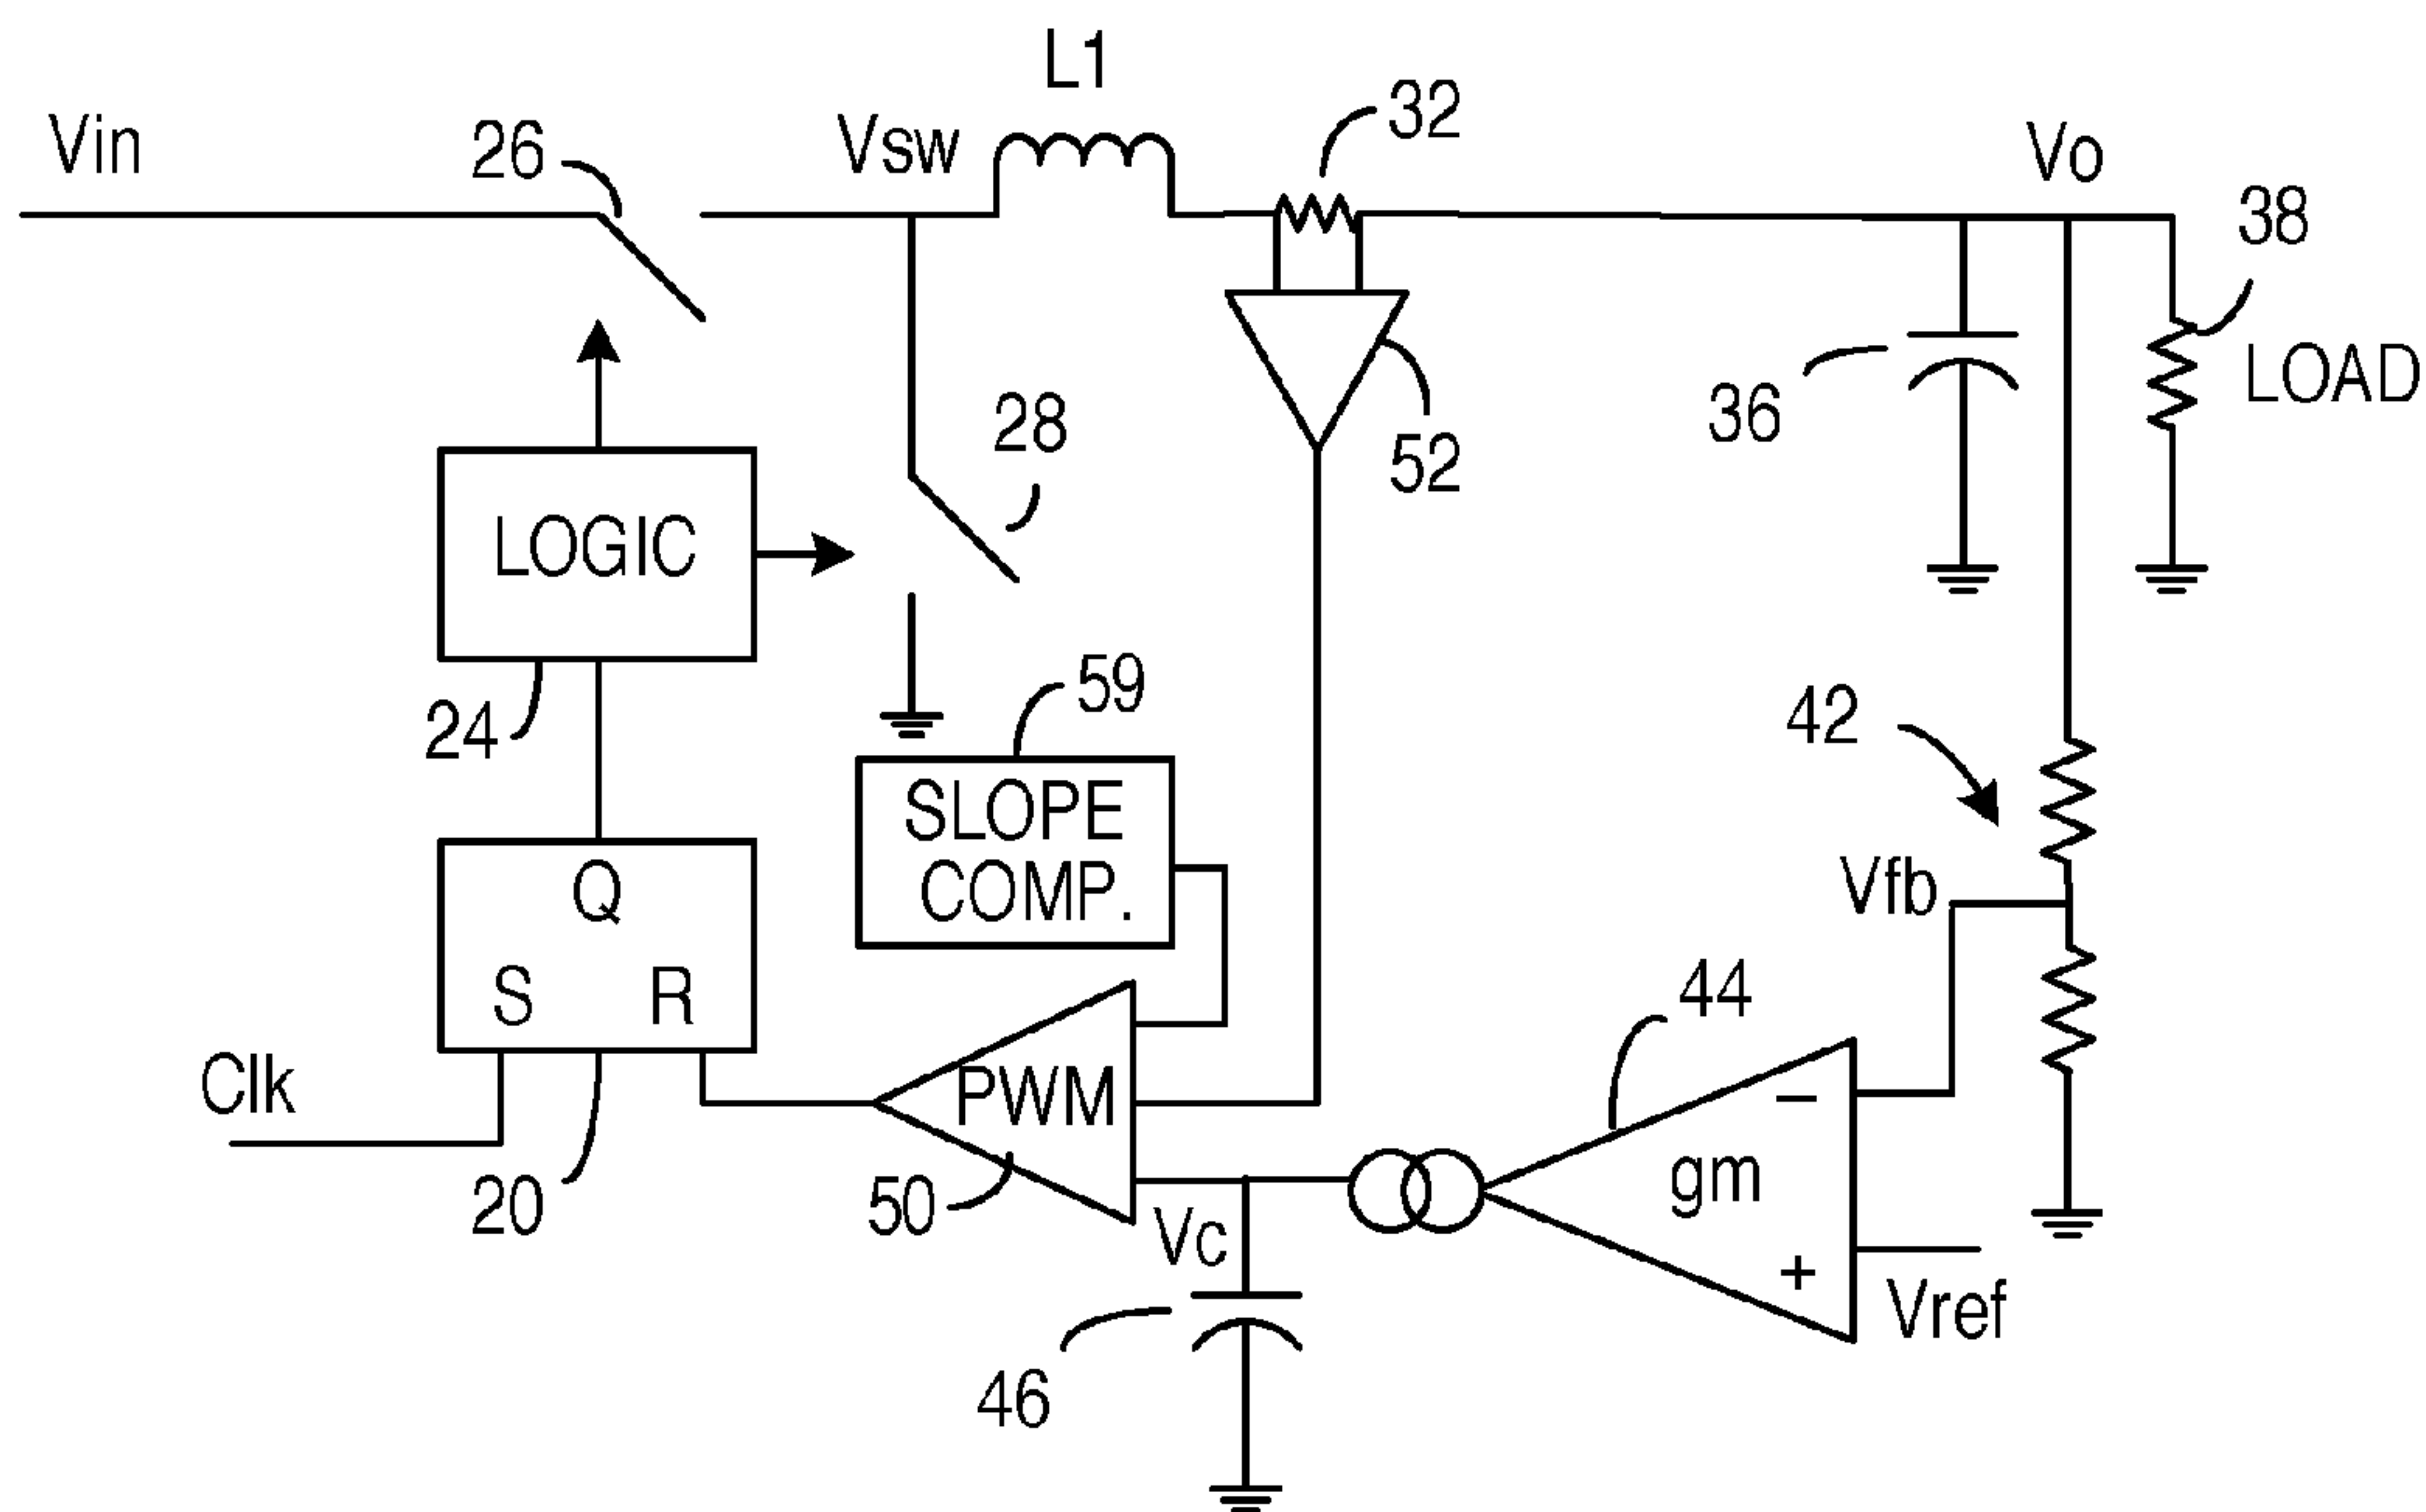 L1
Vin
26
Vsw
32
Vo
38
LOAD
28
36
52
LOGIC
24
59
42
SLOPE
COMP.
Q
Vfb
S
R
44
PWM
Clk
gm
20
50
Vc
Vref
46
−
+